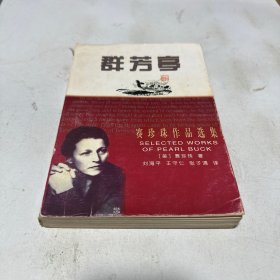 群芳亭
赛珍珠作品选集
SELECTED WORKS
OF PEARL BUCK
[美] 赛珍珠 著
刘海平 王守仁 张子清 译